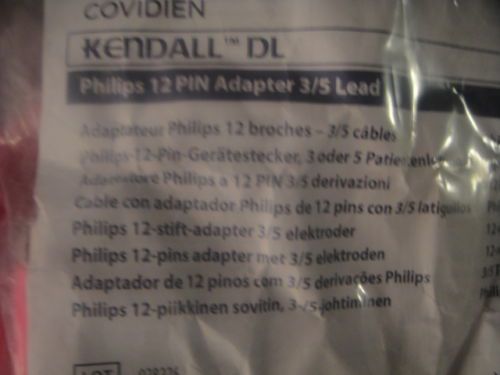 COVIDIEN
KENDALL™ DL
Philips 12 PIN Adapter 3/5 Lead
Adaptateur Philips 12 broches – 3/5 câbles
Philips-12-Pin-Gerätestecker, 3 oder 5
Adattatore Philips a 12 PIN 3/5 derivazioni
Cable con adaptador Philips de 12 pins con 3/5 latiguillos
Philips 12-stift-adapter 3/5 elektroder
Philips 12-pins adapter met 3/5 elektroden
Adaptador de 12 pinos com 3/5 derivações Philips
Philips 12-piikkinen sovitin, 3-/5-johtiminen
LOT